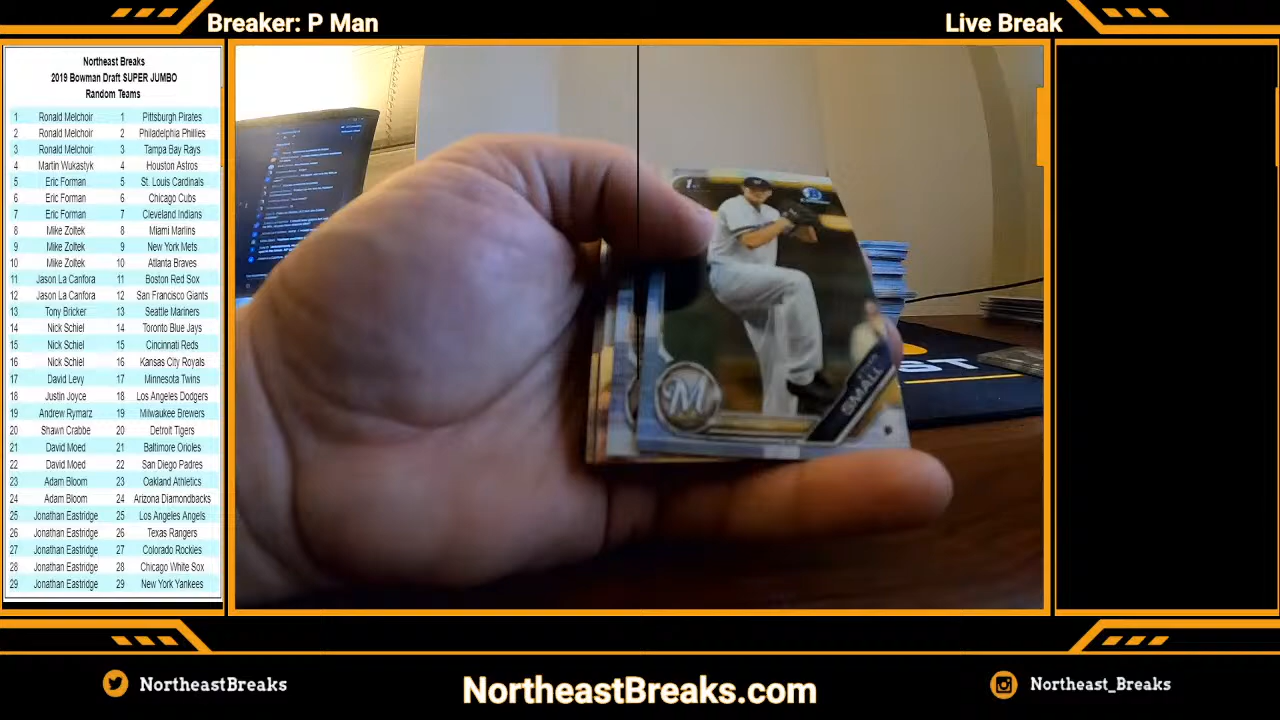 Breaker: P Man
Live Break
Northeast Breaks
2019 Bowman Draft SUPER JUMBO
Random Teams
1 Ronald Melchoir 1 Pittsburgh Pirates
2 Ronald Melchoir 2 Philadelphia Phillies
3 Ronald Melchoir 3 Tampa Bay Rays
4 Martin Wukastyk 4 Houston Astros
5 Eric Forman 5 St. Louis Cardinals
6 Eric Forman 6 Chicago Cubs
7 Eric Forman 7 Cleveland Indians
8 Mike Zoltek 8 Miami Marlins
9 Mike Zoltek 9 New York Mets
10 Mike Zoltek 10 Atlanta Braves
11 Jason La Canfora 11 Boston Red Sox
12 Jason La Canfora 12 San Francisco Giants
13 Tony Bricker 13 Seattle Mariners
14 Nick Schiel 14 Toronto Blue Jays
15 Nick Schiel 15 Cincinnati Reds
16 Nick Schiel 16 Kansas City Royals
17 David Levy 17 Minnesota Twins
18 Justin Joyce 18 Los Angeles Dodgers
19 Andrew Rymarz 19 Milwaukee Brewers
20 Shawn Crabbe 20 Detroit Tigers
21 David Moed 21 Baltimore Orioles
22 David Moed 22 San Diego Padres
23 Adam Bloom 23 Oakland Athletics
24 Adam Bloom 24 Arizona Diamondbacks
25 Jonathan Eastridge 25 Los Angeles Angels
26 Jonathan Eastridge 26 Texas Rangers
27 Jonathan Eastridge 27 Colorado Rockies
28 Jonathan Eastridge 28 Chicago White Sox
29 Jonathan Eastridge 29 New York Yankees
M
SMALL
NortheastBreaks
NortheastBreaks.com
Northeast_Breaks